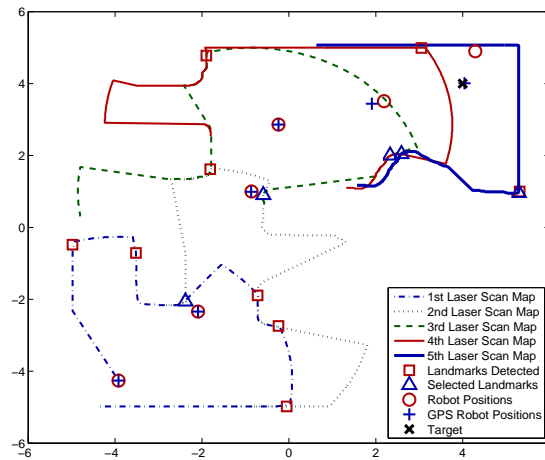 6
4
2
0
−2
−4
−6
−6
−4
−2
0
2
4
6
1st Laser Scan Map
2nd Laser Scan Map
3rd Laser Scan Map
4th Laser Scan Map
5th Laser Scan Map
Landmarks Detected
Selected Landmarks
Robot Positions
GPS Robot Positions
Target